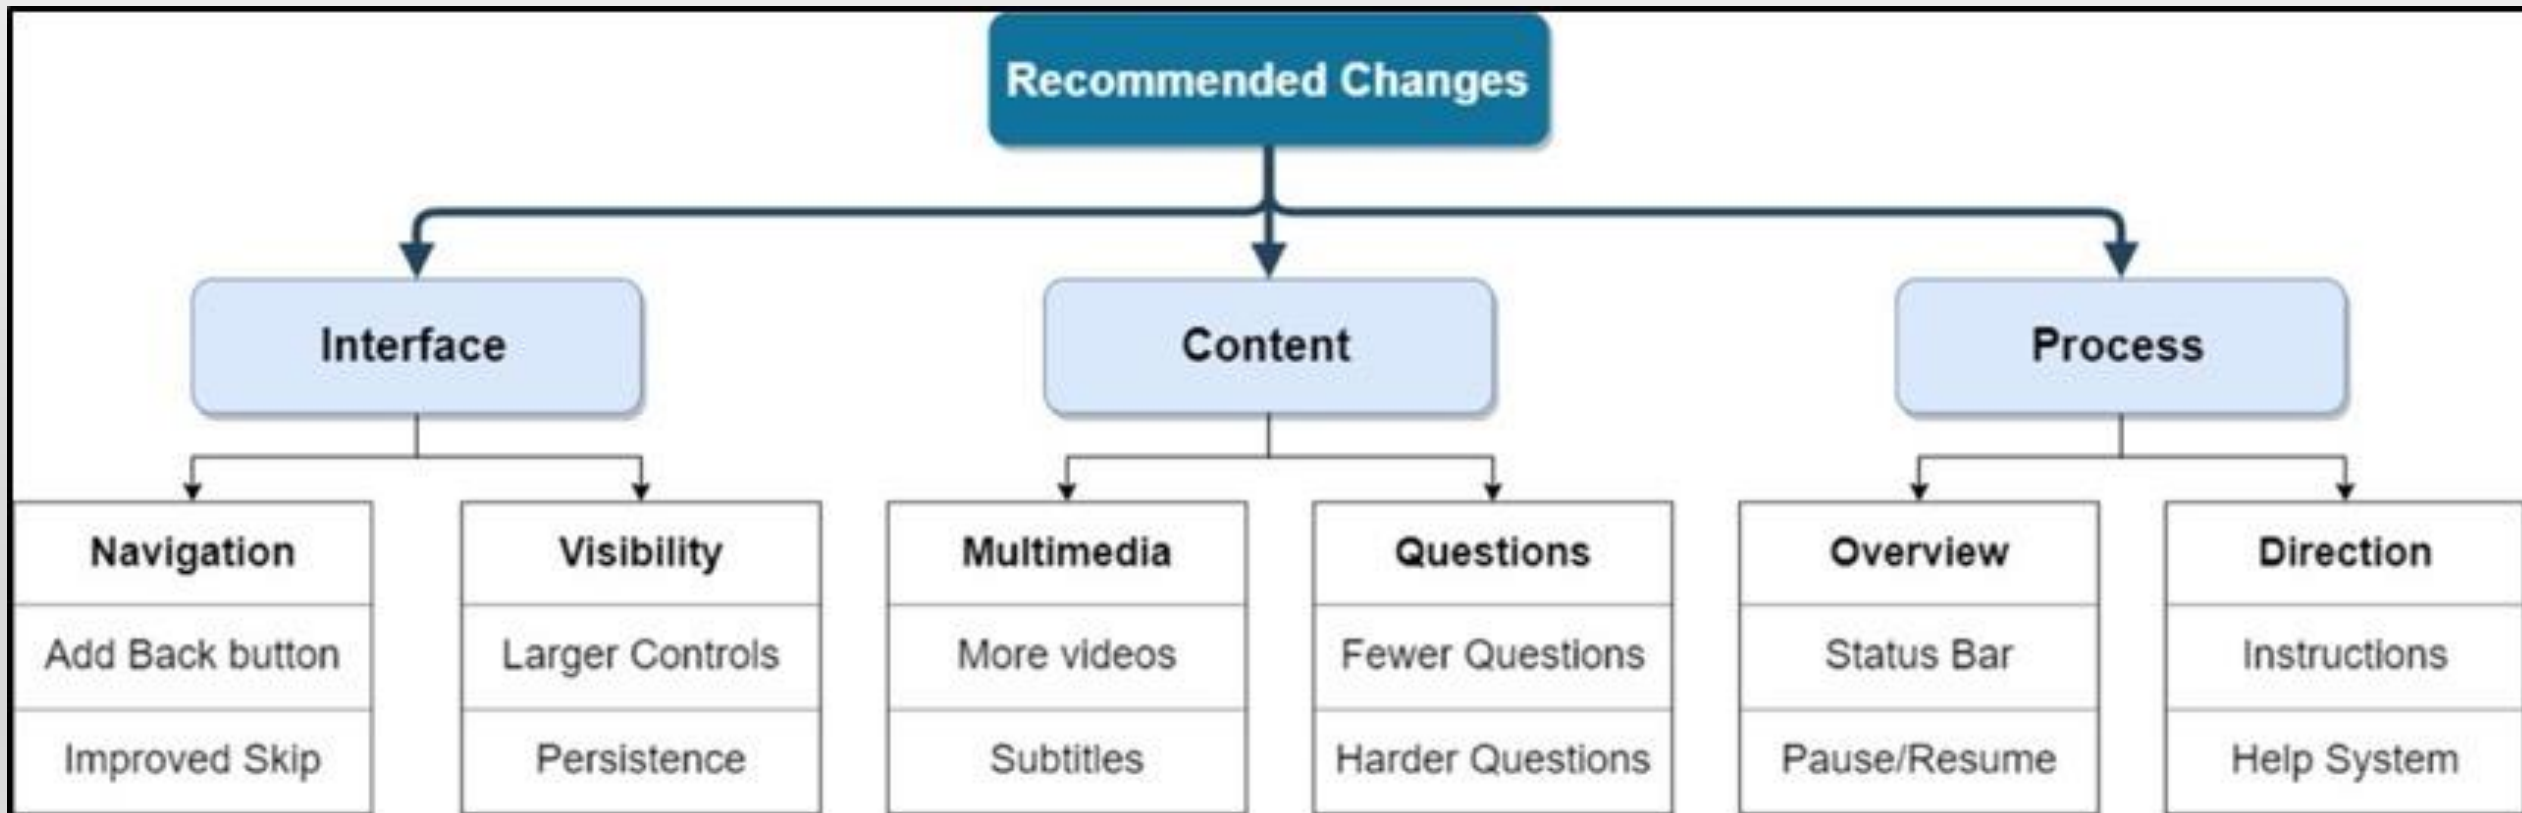 Recommended Changes
Interface
Content
Process
Navigation
Add Back button
Improved Skip
Visibility
Larger Controls
Persistence
Multimedia
More videos
Subtitles
Questions
Fewer Questions
Harder Questions
Overview
Status Bar
Pause/Resume
Direction
Instructions
Help System